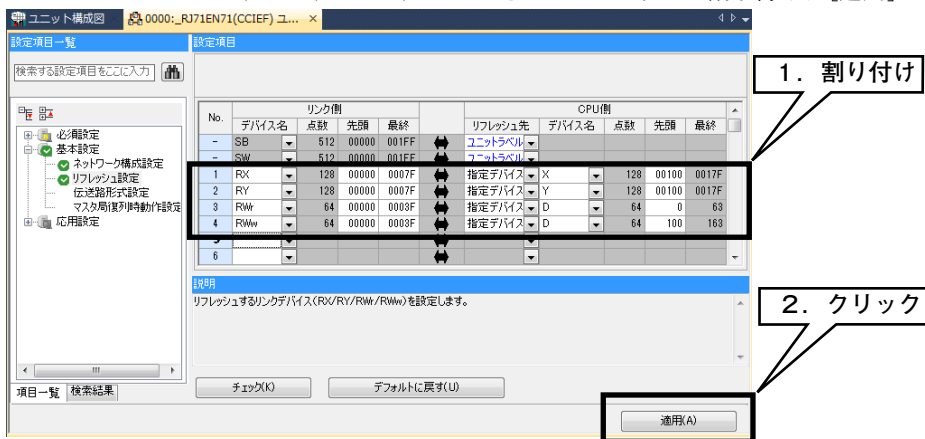 ユニット構成図
0000:_RJ71EN71(CCIEF) ユ... ×
設定項目一覧
設定項目
検索する設定項目をここに入力
1. 割り付け
必須設定
基本設定
ネットワーク構成設定
リフレッシュ設定
伝送路形式設定
マスタ局復列時動作設定
応用設定
No. リンク側 CPU側
デバイス名 点数 先頭 最終 リフレッシュ先 デバイス名 点数 先頭 最終
- SB 512 00000 001FF ユニットラベル
- SW 512 00000 001FF ユニットラベル
1 RX 128 00000 0007F 指定デバイス X 128 00100 0017F
2 RY 128 00000 0007F 指定デバイス Y 128 00100 0017F
3 RWr 64 00000 0003F 指定デバイス D 64 0 63
4 RWw 64 00000 0003F 指定デバイス D 64 100 163
5
6
説明
リフレッシュするリンクデバイス(RX/RY/RWr/RWw)を設定します。
2. クリック
項目一覧 検索結果
チェック(K) デフォルトに戻す(U)
適用(A)